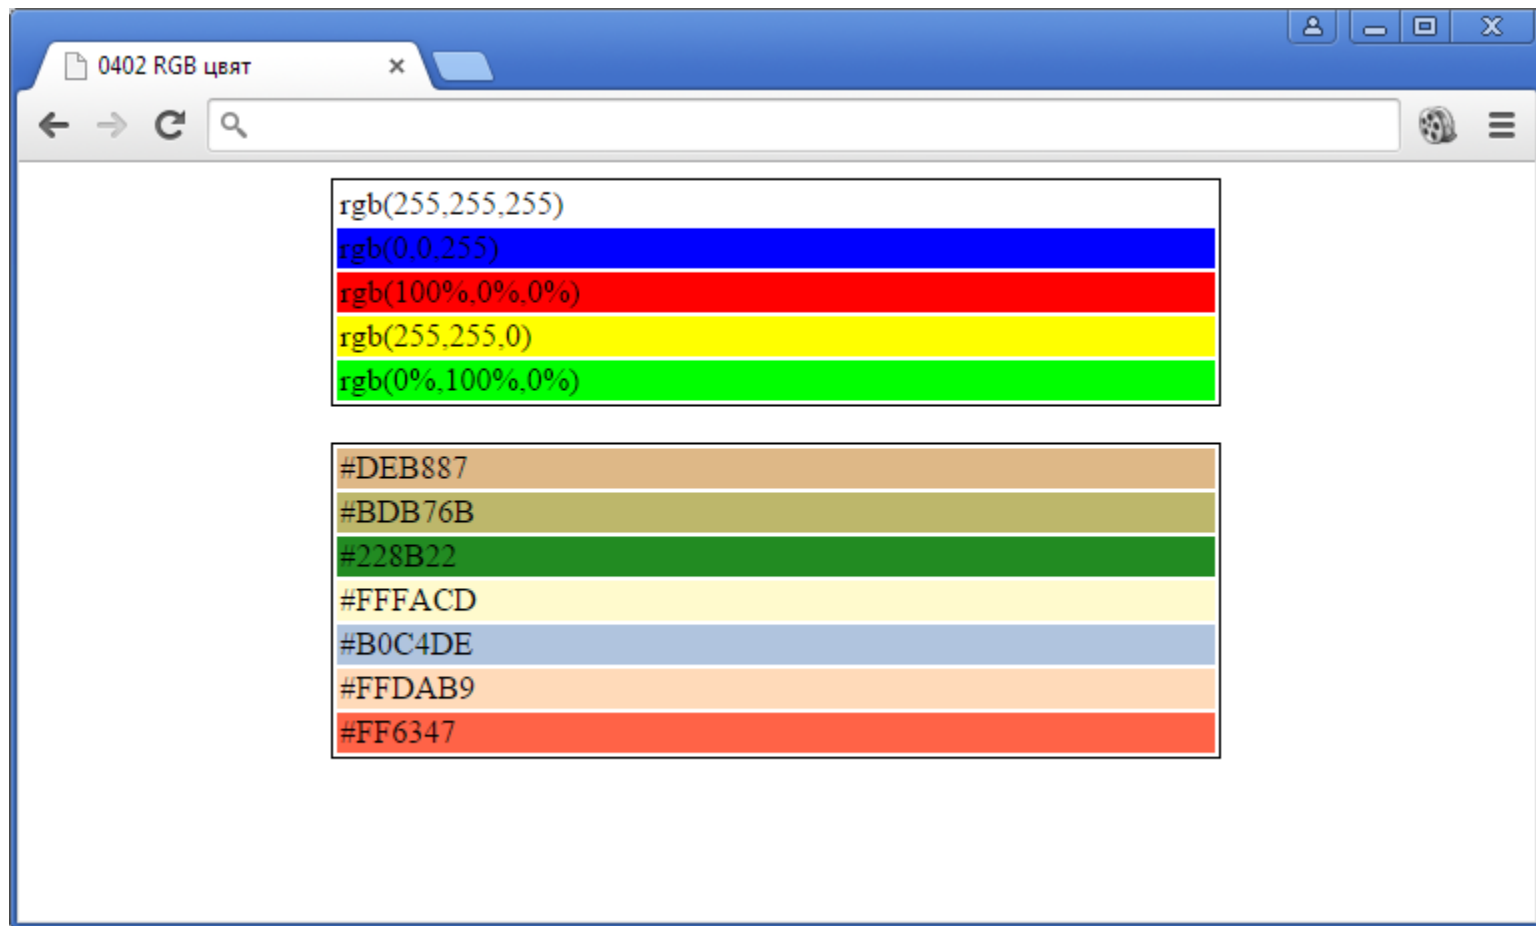 0402 RGB цвят
rgb(255,255,255)
rgb(0,0,255)
rgb(100%,0%,0%)
rgb(255,255,0)
rgb(0%,100%,0%)
#DEB887
#BDB76B
#228B22
#FFFACD
#B0C4DE
#FFDAB9
#FF6347